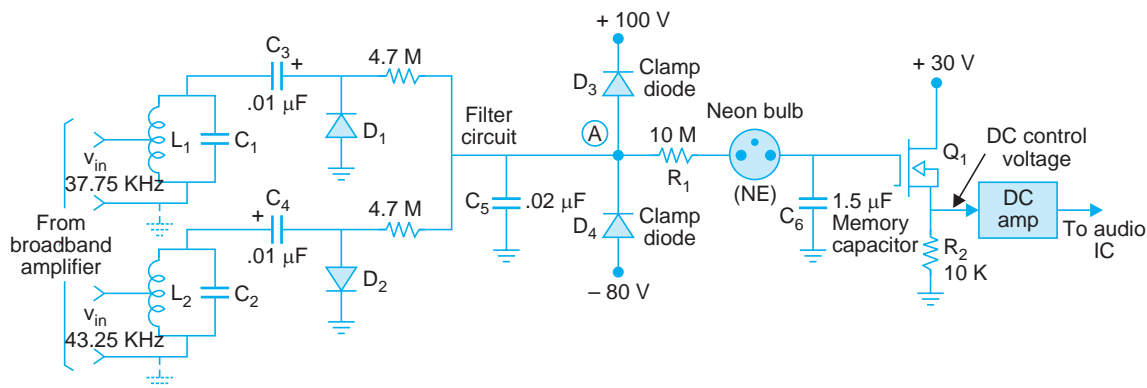 + 100 V
C3
+
4.7 M
.01 μF
D3
Clamp
diode
+ 30 V
L1
C1
D1
Filter
circuit
A
10 M
R1
Neon bulb
(NE)
Q1
DC control
voltage
vin
37.75 KHz
From
broadband
amplifier
C4
+
.01 μF
4.7 M
C5
.02 μF
D4
Clamp
diode
C6
1.5 μF
Memory
capacitor
DC
amp
To audio
IC
R2
10 K
L2
C2
D2
– 80 V
vin
43.25 KHz